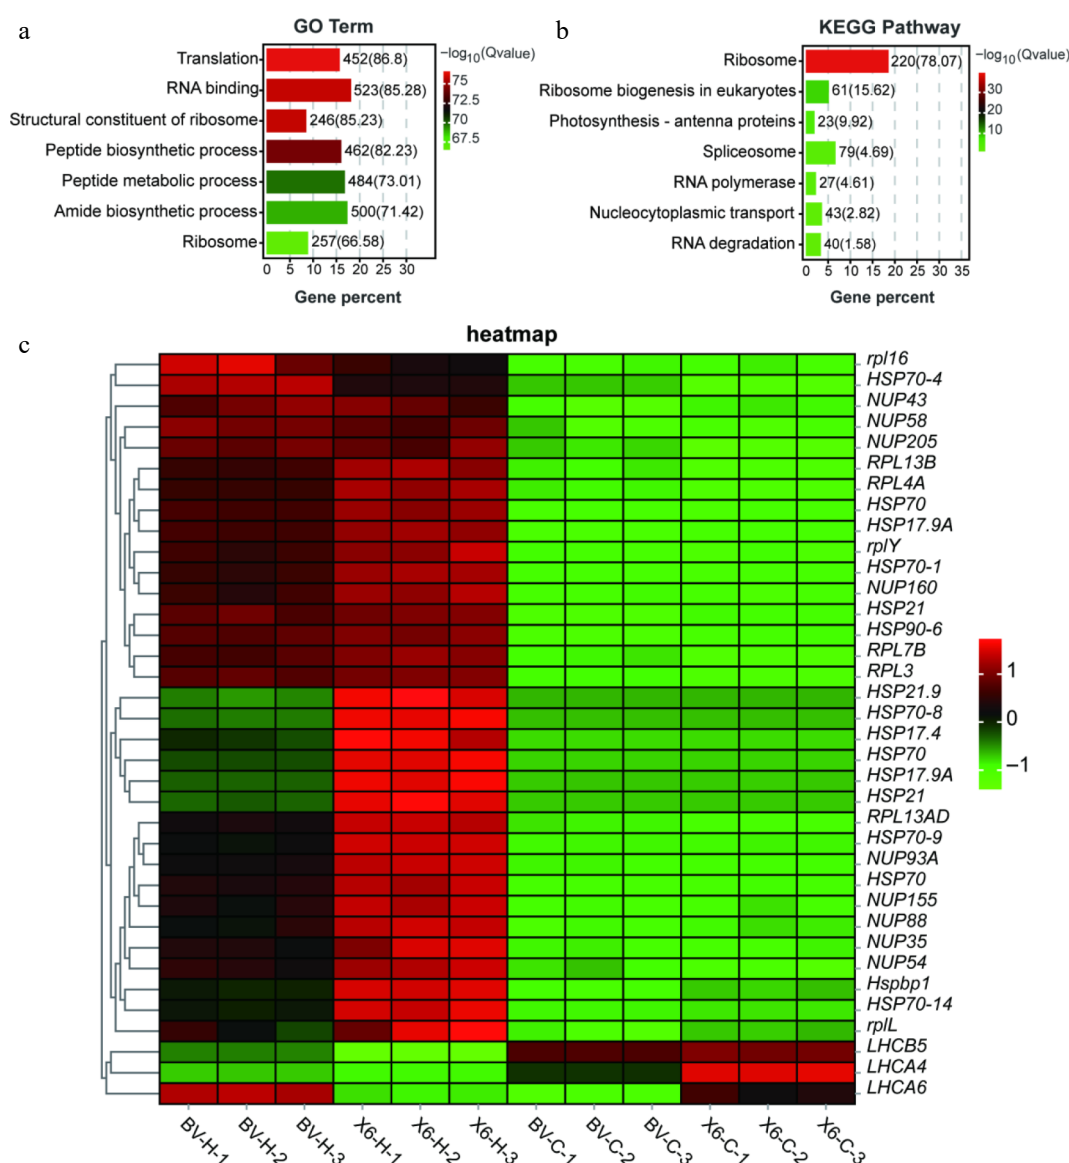 a
GO Term
Translation 452(86.8)
RNA binding 523(85.28)
Structural constituent of ribosome 246(85.23)
Peptide biosynthetic process 462(82.23)
Peptide metabolic process 484(73.01)
Amide biosynthetic process 500(71.42)
Ribosome 257(66.58)
0 5 10 15 20 25 30
Gene percent
−log10(Qvalue)
75
72.5
70
67.5
b
KEGG Pathway
Ribosome 220(78.07)
Ribosome biogenesis in eukaryotes 61(15.62)
Photosynthesis - antenna proteins 23(9.92)
Spliceosome 79(4.69)
RNA polymerase 27(4.61)
Nucleocytoplasmic transport 43(2.82)
RNA degradation 40(1.58)
0 5 10 15 20 25 30 35
Gene percent
−log10(Qvalue)
30
20
10
c
heatmap
rpl16
HSP70-4
NUP43
NUP58
NUP205
RPL13B
RPL4A
HSP70
HSP17.9A
rplY
HSP70-1
NUP160
HSP21
HSP90-6
RPL7B
RPL3
HSP21.9
HSP70-8
HSP17.4
HSP70
HSP17.9A
HSP21
RPL13AD
HSP70-9
NUP93A
HSP70
NUP155
NUP88
NUP35
NUP54
Hspbp1
HSP70-14
rplL
LHCB5
LHCA4
LHCA6
1
0
−1
BV-H-1 BV-H-2 BV-H-3 X6-H-1 X6-H-2 X6-H-3 BV-C-1 BV-C-2 BV-C-3 X6-C-1 X6-C-2 X6-C-3